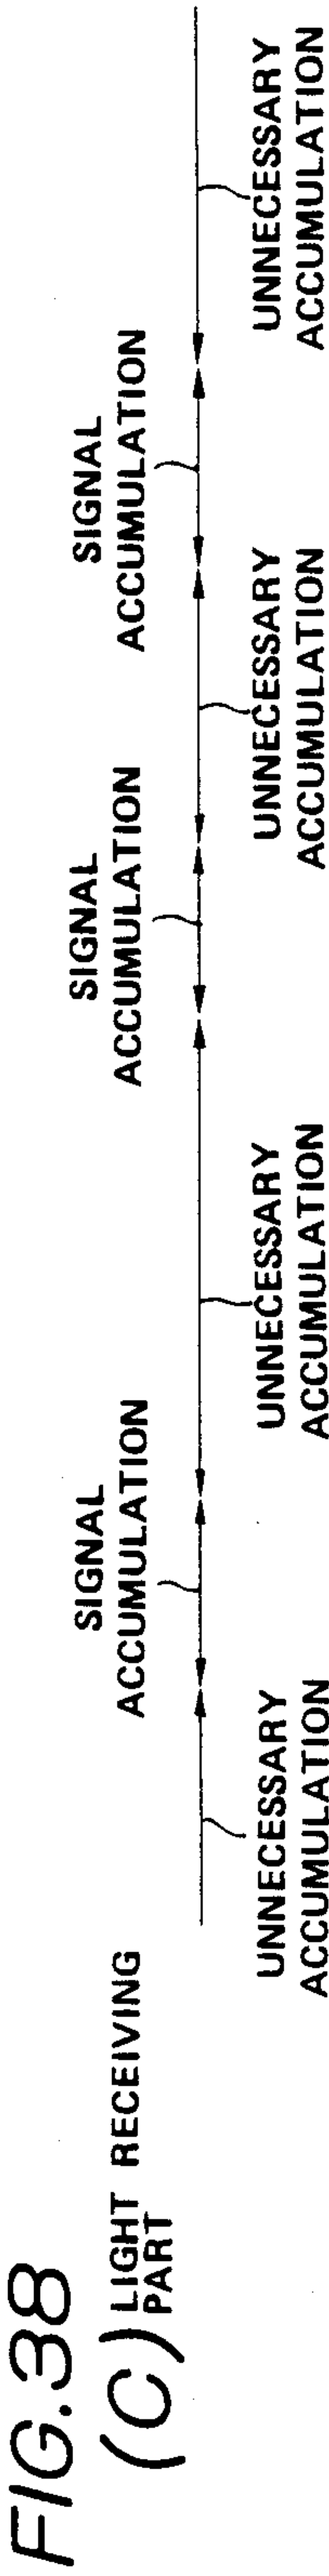 FIG.38
(C) LIGHT RECEIVING
PART
UNNECESSARY
ACCUMULATION
SIGNAL
ACCUMULATION
UNNECESSARY
ACCUMULATION
SIGNAL
ACCUMULATION
UNNECESSARY
ACCUMULATION
SIGNAL
ACCUMULATION
UNNECESSARY
ACCUMULATION